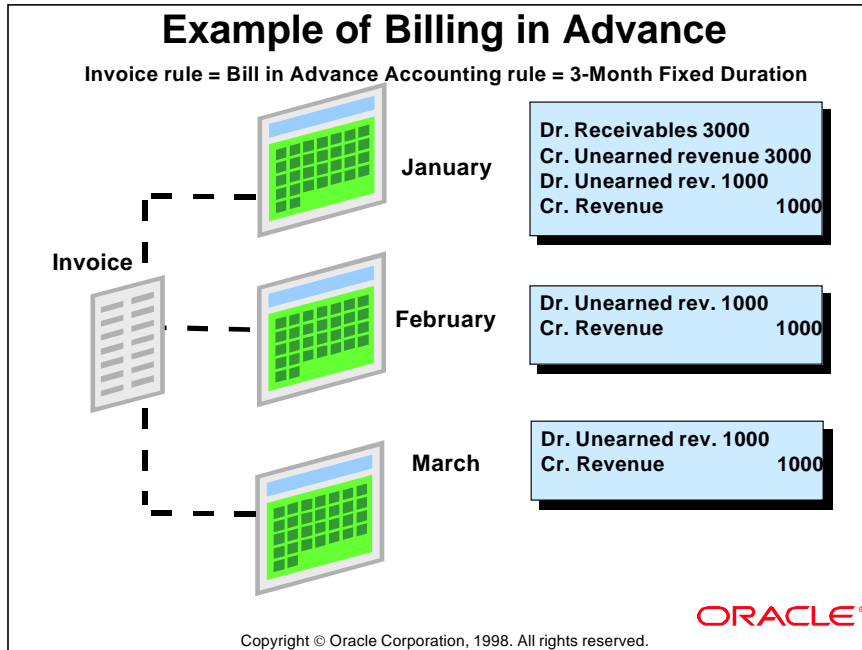 Example of Billing in Advance
Invoice rule = Bill in Advance Accounting rule = 3-Month Fixed Duration
Invoice
January
Dr. Receivables 3000
Cr. Unearned revenue 3000
Dr. Unearned rev. 1000
Cr. Revenue 1000
February
Dr. Unearned rev. 1000
Cr. Revenue 1000
March
Dr. Unearned rev. 1000
Cr. Revenue 1000
ORACLE®
Copyright © Oracle Corporation, 1998. All rights reserved.